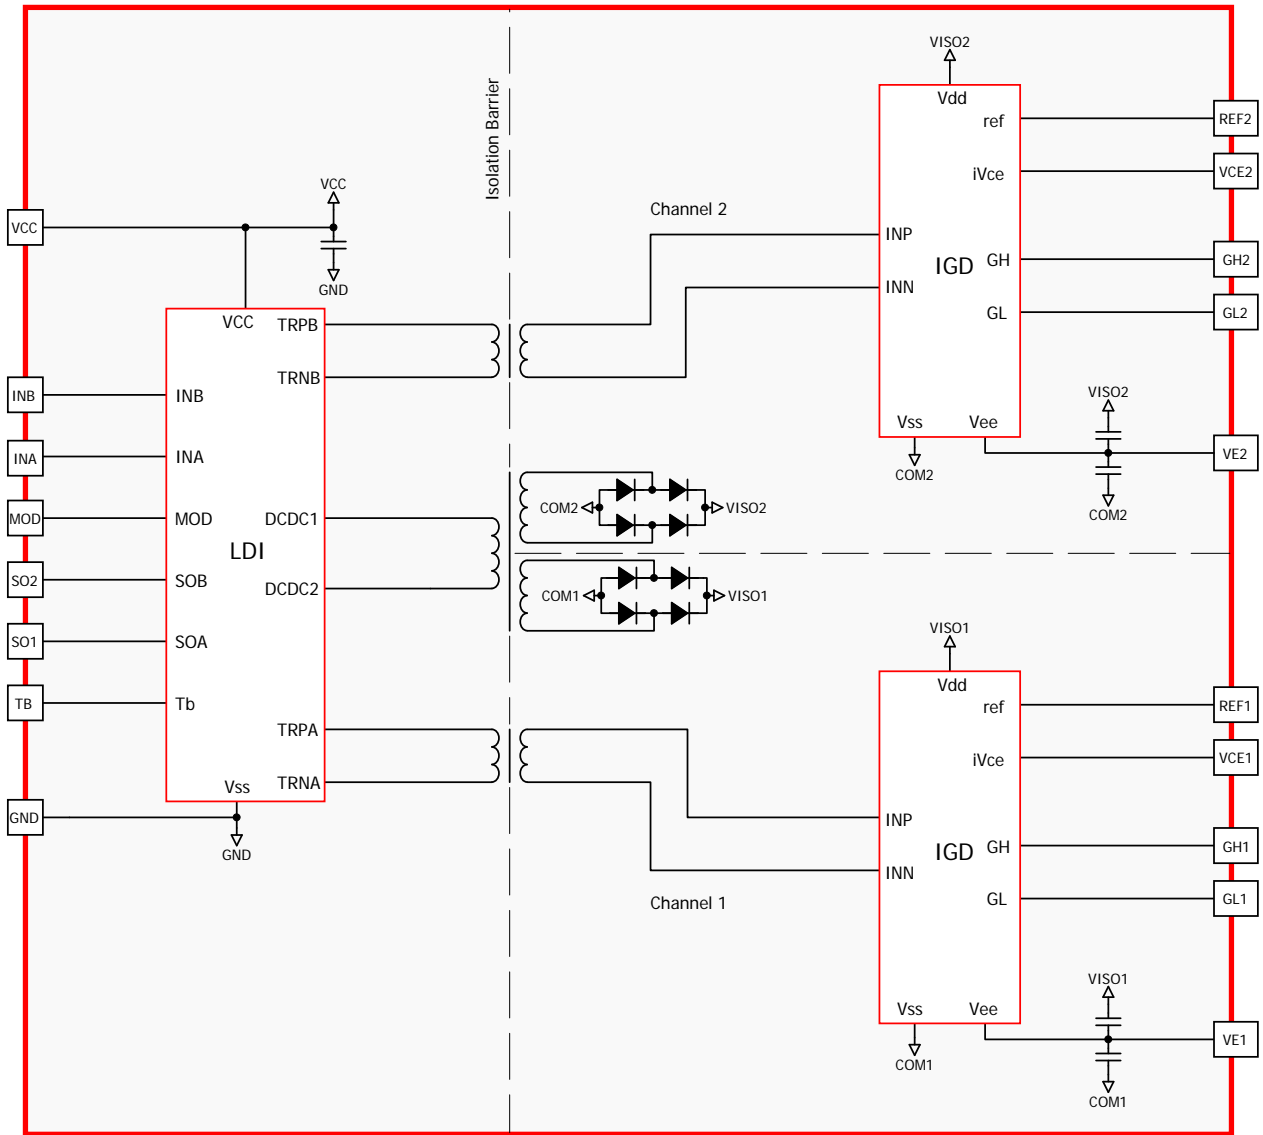 VISO2
Vdd
ref
REF2
iVce
VCE2
Isolation Barrier
VCC
VCC
GND
Channel 2
INP
IGD
GH
GH2
INN
GL
GL2
VCC
TRPB
TRNB
INB
INB
VISO2
Vss
Vee
COM2
VE2
COM2
INA
INA
MOD
MOD
DCDC1
COM2
VISO2
LDI
SO2
SOB
DCDC2
COM1
VISO1
SO1
SOA
VISO1
Vdd
TB
Tb
ref
REF1
TRPA
iVce
VCE1
TRNA
Vss
GND
GND
INP
IGD
GH
GH1
INN
GL
GL1
Channel 1
VISO1
Vss
Vee
COM1
VE1
COM1